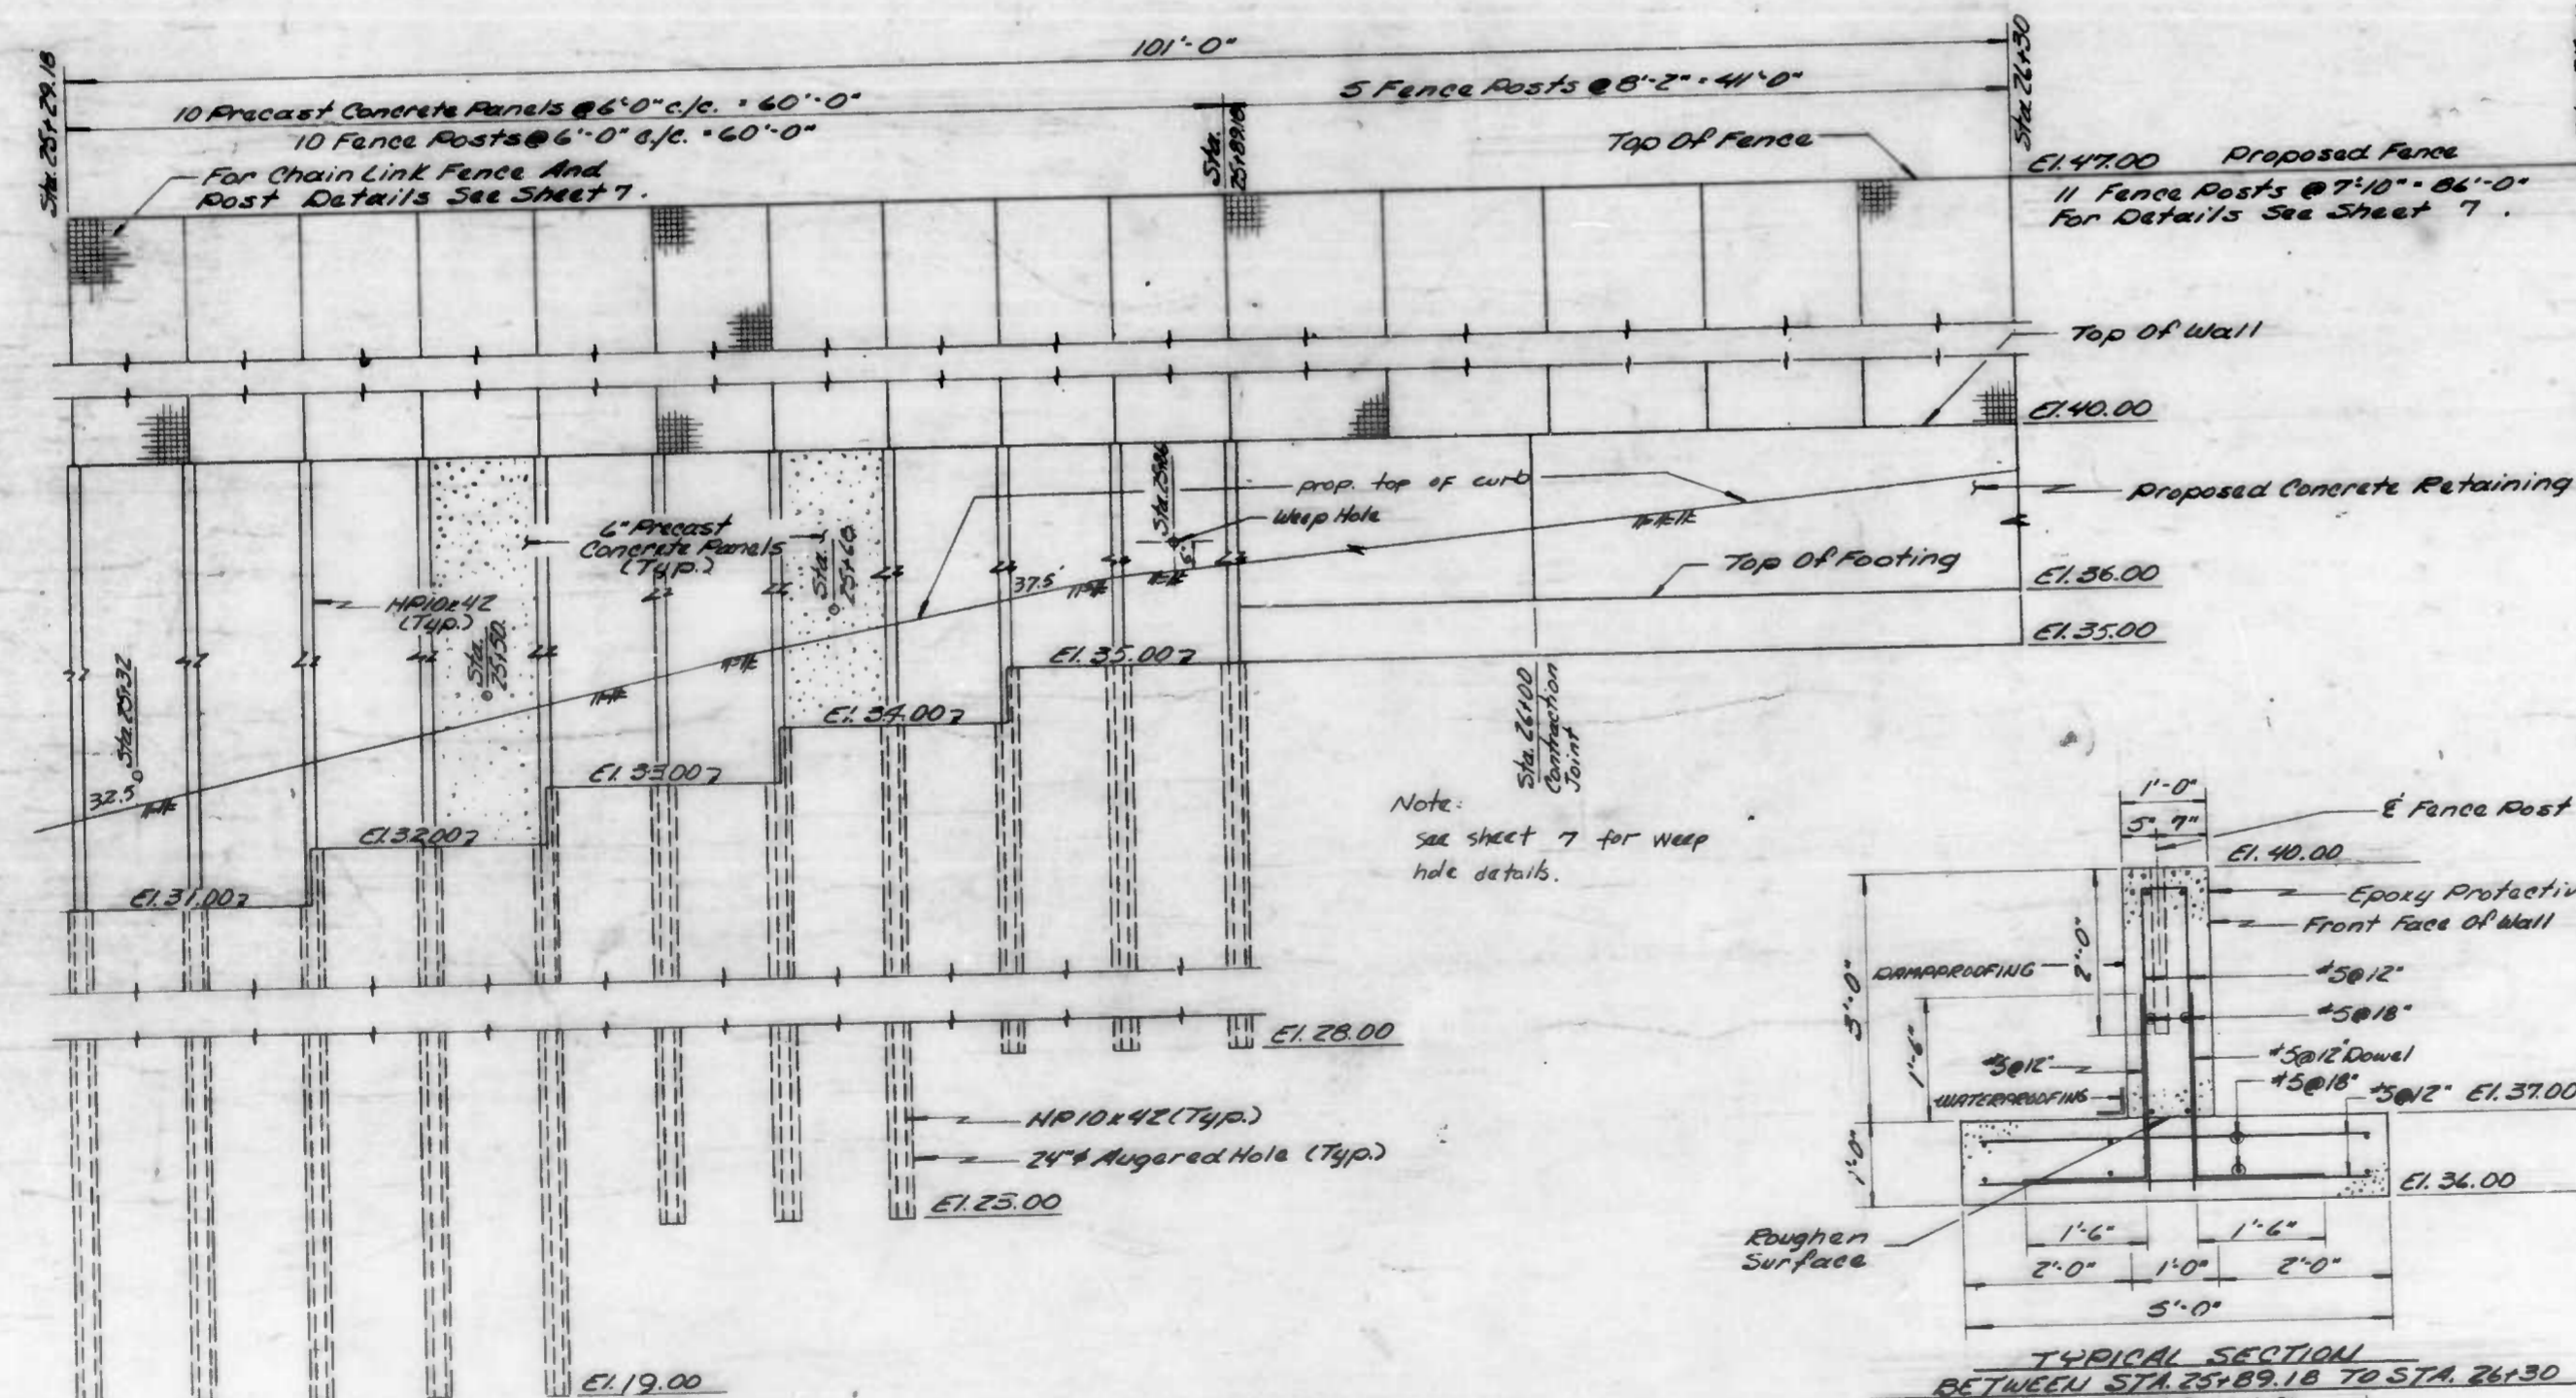 101'-0"
Sta. 25+29.18
Sta. 26+30
10 Precast Concrete Panels @ 6'-0" c/c. = 60'-0"
5 Fence Posts @ 8'-2" = 41'-0"
10 Fence Posts @ 6'-0" c/c. = 60'-0"
Sta.
25+89.18
Top Of Fence
For Chain Link Fence And
Post Details See Sheet 7.
El. 47.00 Proposed Fence
11 Fence Posts @ 7'-10" = 86'-0"
For Details See Sheet 7.
Top Of Wall
El. 40.00
prop. top of curb
Weep Hole
Sta. 25+86
6"
Proposed Concrete Retaining
6" Precast
Concrete Panels
(Typ.)
Sta.
25+60
37.5
Top Of Footing
El. 36.00
HP10x42
(Typ.)
Sta.
25+50
El. 35.00
El. 35.00
Sta. 25+32
32.5
El. 34.00
El. 33.00
El. 32.00
El. 31.00
Sta. 26+00
Contraction
Joint
Note:
see sheet 7 for weep
hole details.
El. 28.00
HP10x42 (Typ.)
24"ϕ Augered Hole (Typ.)
El. 23.00
El. 19.00
1'-0"
5" 7"
℄ Fence Post
El. 40.00
Front Face Of Wall
DAMPPROOFING
2'-0"
3'-0"
1'-6"
1'-0"
#5@12"
#5@18"
#5@12" Dowel
#5@12"
#5@18"
#5@12" El. 37.00
WATERPROOFING
El. 36.00
Roughen
Surface
1'-6" 1'-6"
2'-0" 1'-0" 2'-0"
5'-0"
TYPICAL SECTION
BETWEEN STA. 25+89.18 TO STA. 26+30